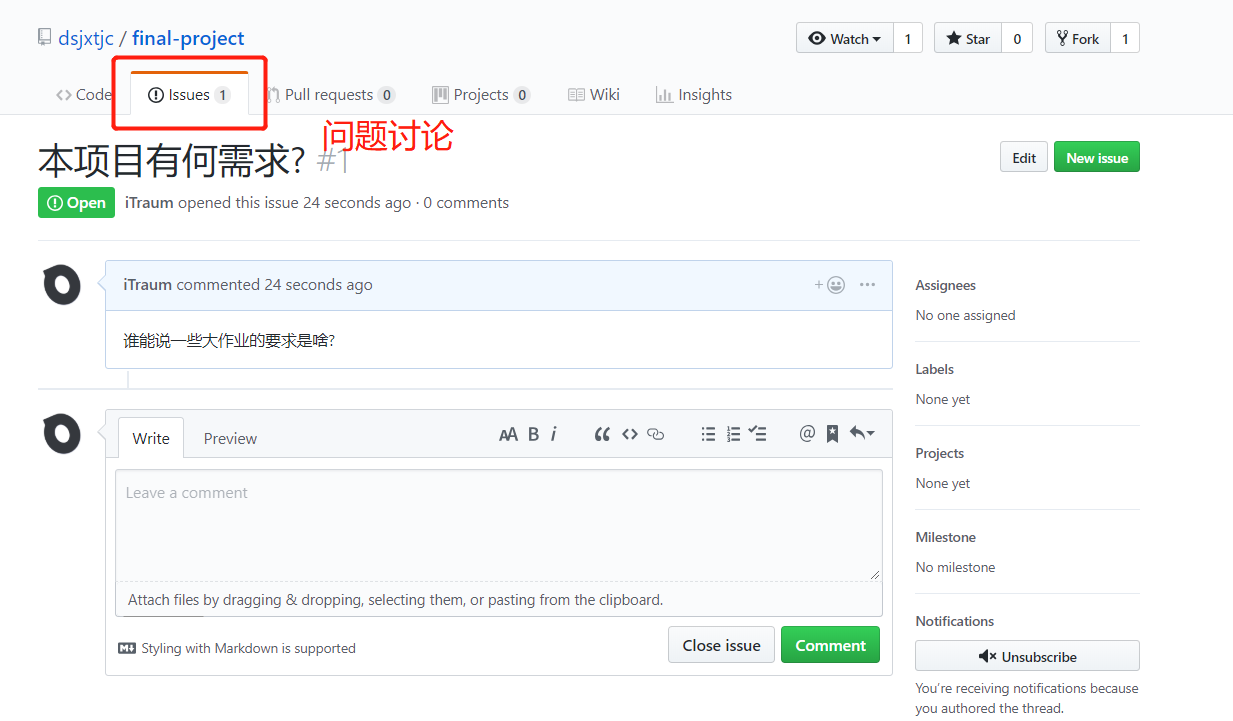 dsjxtjc / final-project
Watch 1 Star 0 Fork 1
Code Issues 1 Pull requests 0 Projects 0 Wiki Insights
问题讨论
本项目有何需求? #1
Edit New issue
Open iTraum opened this issue 24 seconds ago · 0 comments
iTraum commented 24 seconds ago
谁能说一些大作业的要求是啥?
Write Preview AA B i
Leave a comment
Attach files by dragging & dropping, selecting them, or pasting from the clipboard.
Styling with Markdown is supported
Close issue Comment
Assignees
No one assigned
Labels
None yet
Projects
None yet
Milestone
No milestone
Notifications
Unsubscribe
You're receiving notifications because
you authored the thread.